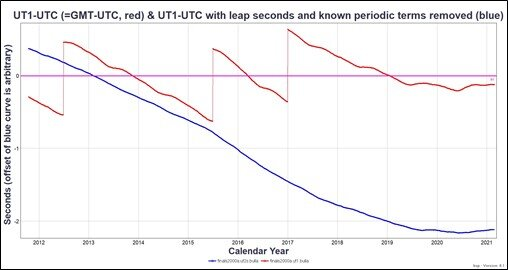 UT1-UTC (=GMT-UTC, red) & UT1-UTC with leap seconds and known periodic terms removed (blue)
Seconds (offset of blue curve is arbitrary)
0
-1
-2
2012 2013 2014 2015 2016 2017 2018 2019 2020 2021
Calendar Year